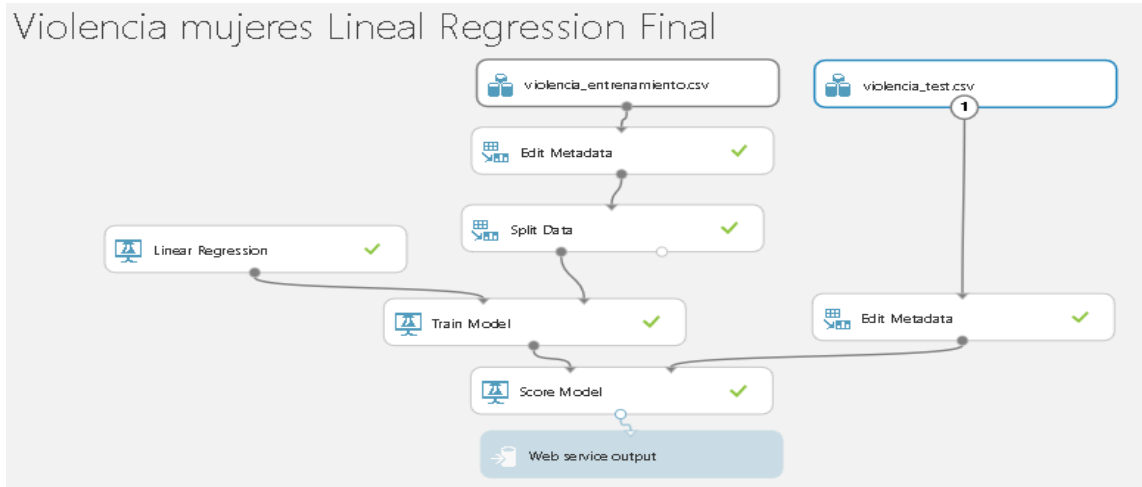 Violencia mujeres Lineal Regression Final
violencia_entrenamiento.csv
violencia_test.csv
1
Edit Metadata
Split Data
Linear Regression
Train Model
Edit Metadata
Score Model
Web service output